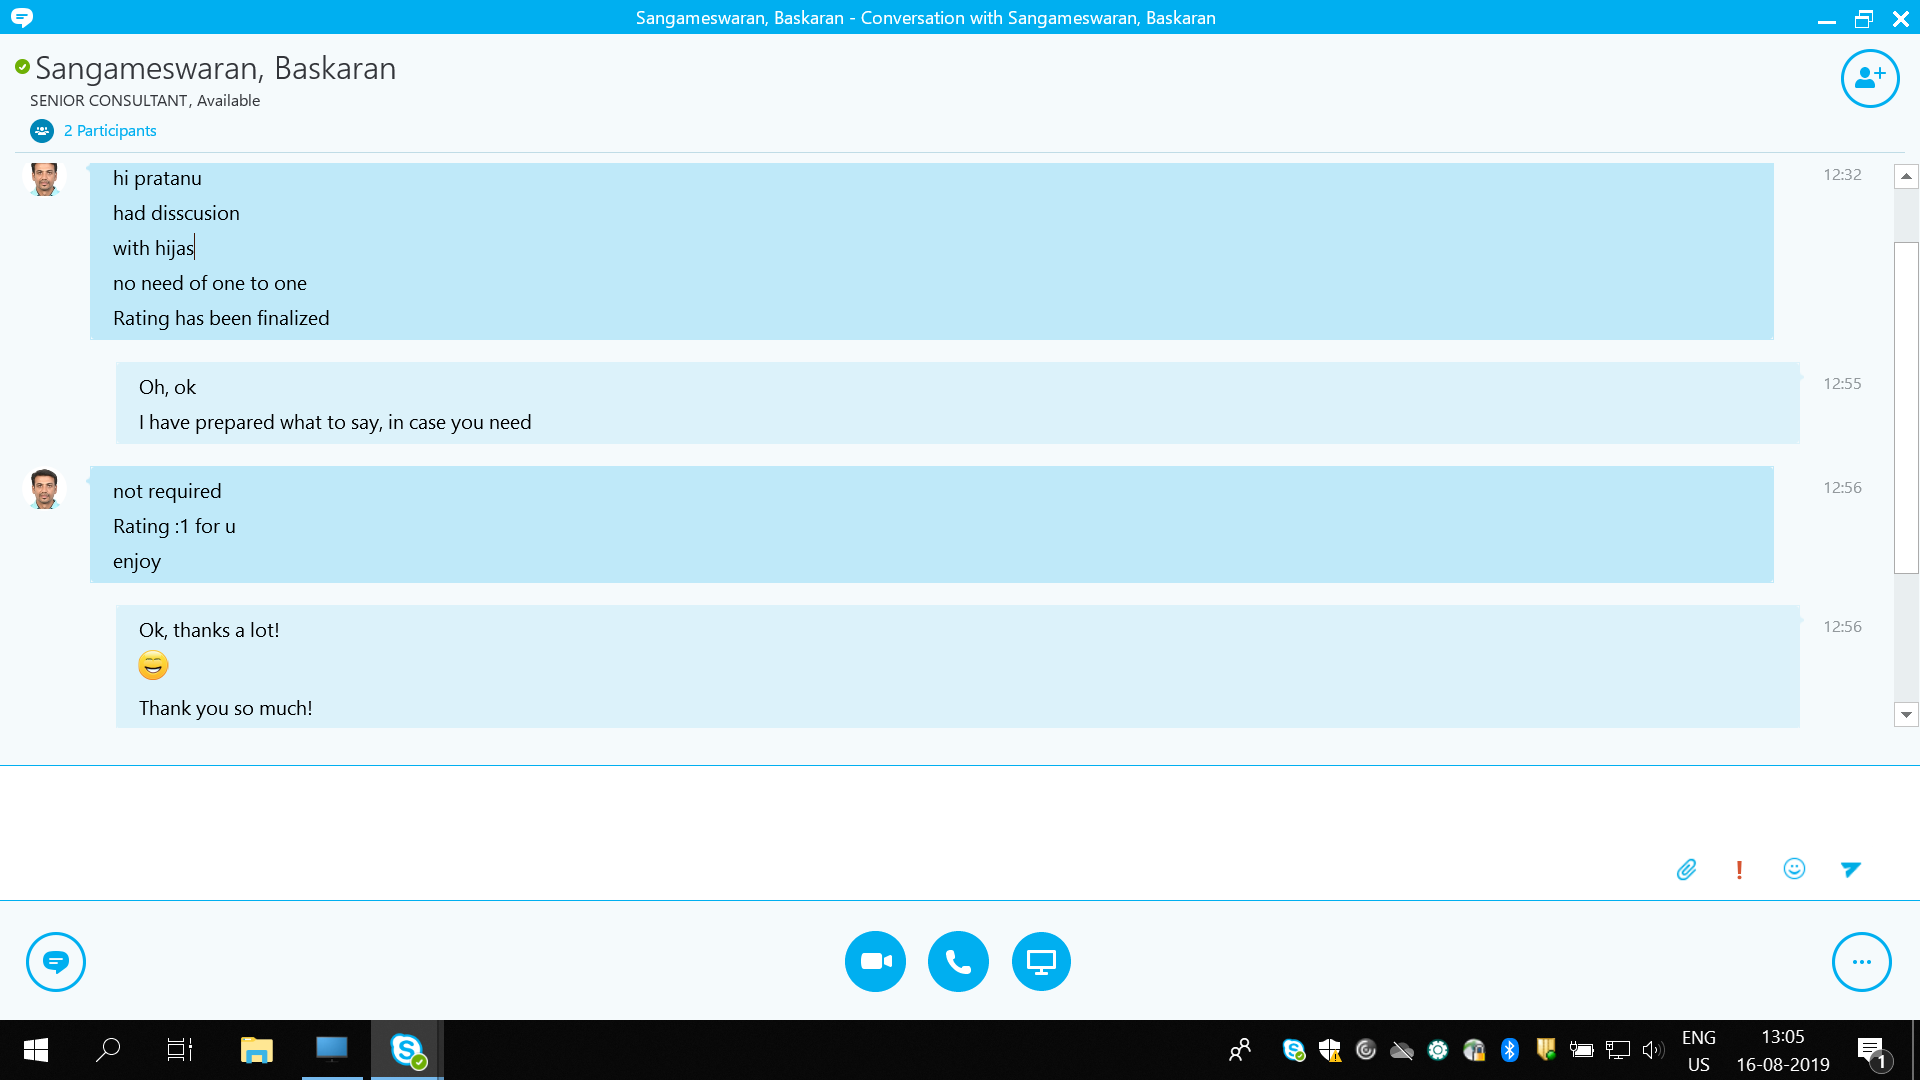 Sangameswaran, Baskaran - Conversation with Sangameswaran, Baskaran
Sangameswaran, Baskaran
SENIOR CONSULTANT, Available
2 Participants
hi pratanu
12:32
had disscusion
with hijas
no need of one to one
Rating has been finalized
Oh, ok
12:55
I have prepared what to say, in case you need
not required
12:56
Rating :1 for u
enjoy
Ok, thanks a lot!
12:56
Thank you so much!
ENG
US
13:05
16-08-2019
1